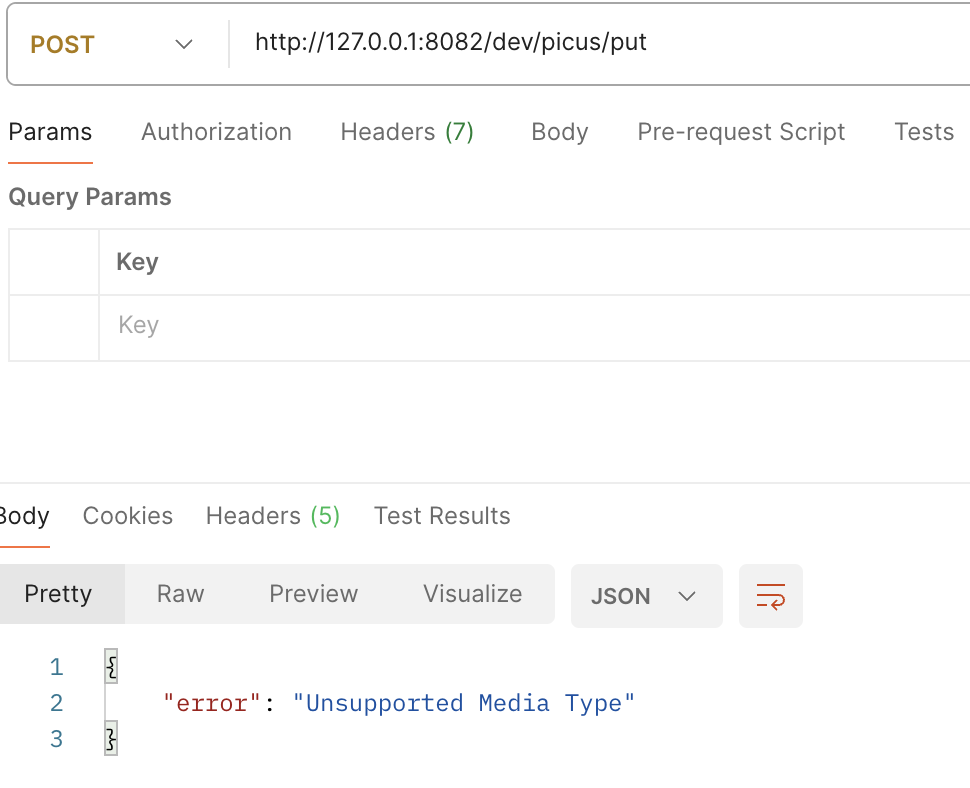 POST http://127.0.0.1:8082/dev/picus/put
Params Authorization Headers (7) Body Pre-request Script Tests
Query Params
Key
Key
Body Cookies Headers (5) Test Results
Pretty Raw Preview Visualize JSON
1 {
2 "error": "Unsupported Media Type"
3 }